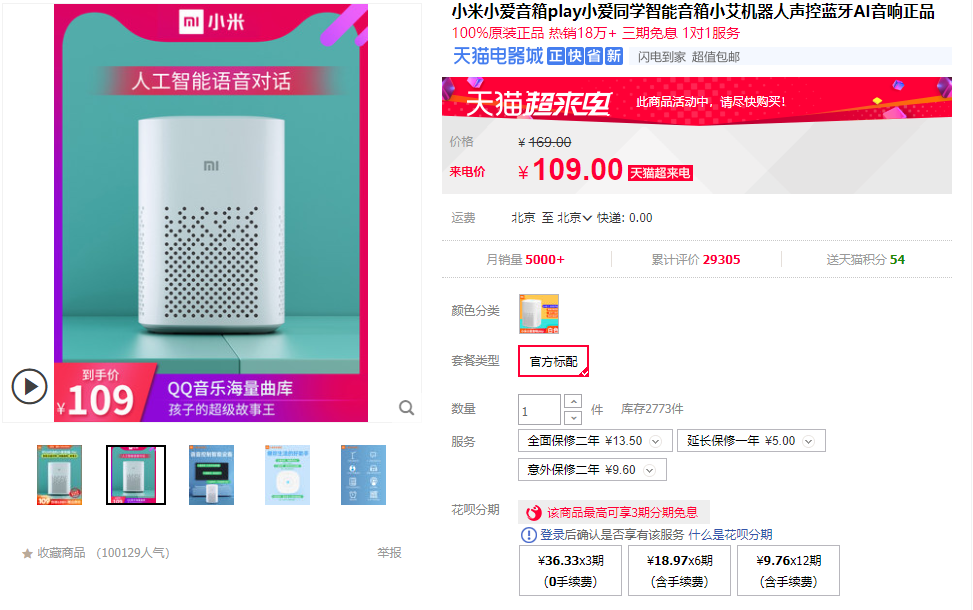 小米
人工智能语音对话
到手价
¥109
QQ音乐海量曲库
孩子的超级故事王
收藏商品 (100129人气)
举报
小米小爱音箱play小爱同学智能音箱小艾机器人声控蓝牙AI音响正品
100%原装正品 热销18万+ 三期免息 1对1服务
天猫电器城 正快省新 闪电到家 超值包邮
天猫超来电 此商品活动中，请尽快购买!
价格 ¥169.00
来电价 ¥109.00 天猫超来电
运费 北京 至 北京 快递: 0.00
月销量 5000+ 累计评价 29305 送天猫积分 54
颜色分类
套餐类型 官方标配
数量 1 件 库存2773件
服务 全面保修二年 ¥13.50 延长保修一年 ¥5.00
意外保修二年 ¥9.60
花呗分期 该商品最高可享3期分期免息
登录后确认是否享有该服务 什么是花呗分期
¥36.33x3期 ¥18.97x6期 ¥9.76x12期
(0手续费) (含手续费) (含手续费)